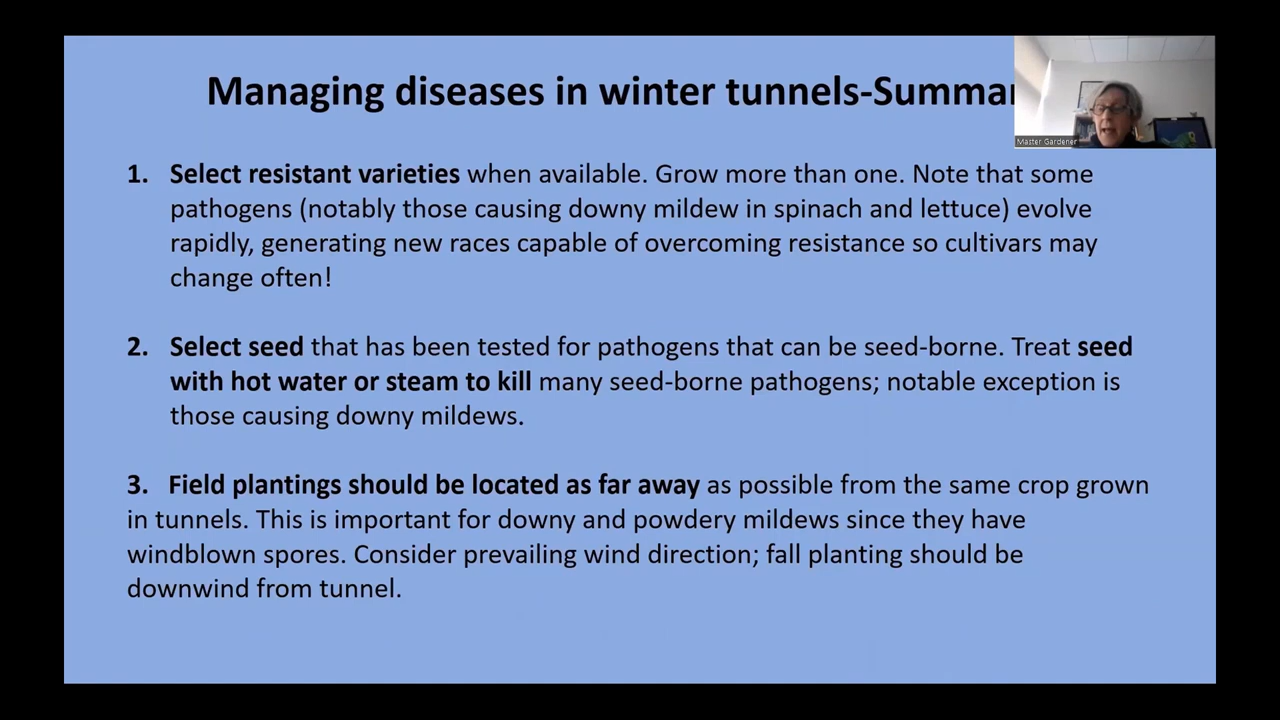 Managing diseases in winter tunnels-Summar
Master Gardener
1. Select resistant varieties when available. Grow more than one. Note that some
pathogens (notably those causing downy mildew in spinach and lettuce) evolve
rapidly, generating new races capable of overcoming resistance so cultivars may
change often!
2. Select seed that has been tested for pathogens that can be seed-borne. Treat seed
with hot water or steam to kill many seed-borne pathogens; notable exception is
those causing downy mildews.
3. Field plantings should be located as far away as possible from the same crop grown
in tunnels. This is important for downy and powdery mildews since they have
windblown spores. Consider prevailing wind direction; fall planting should be
downwind from tunnel.